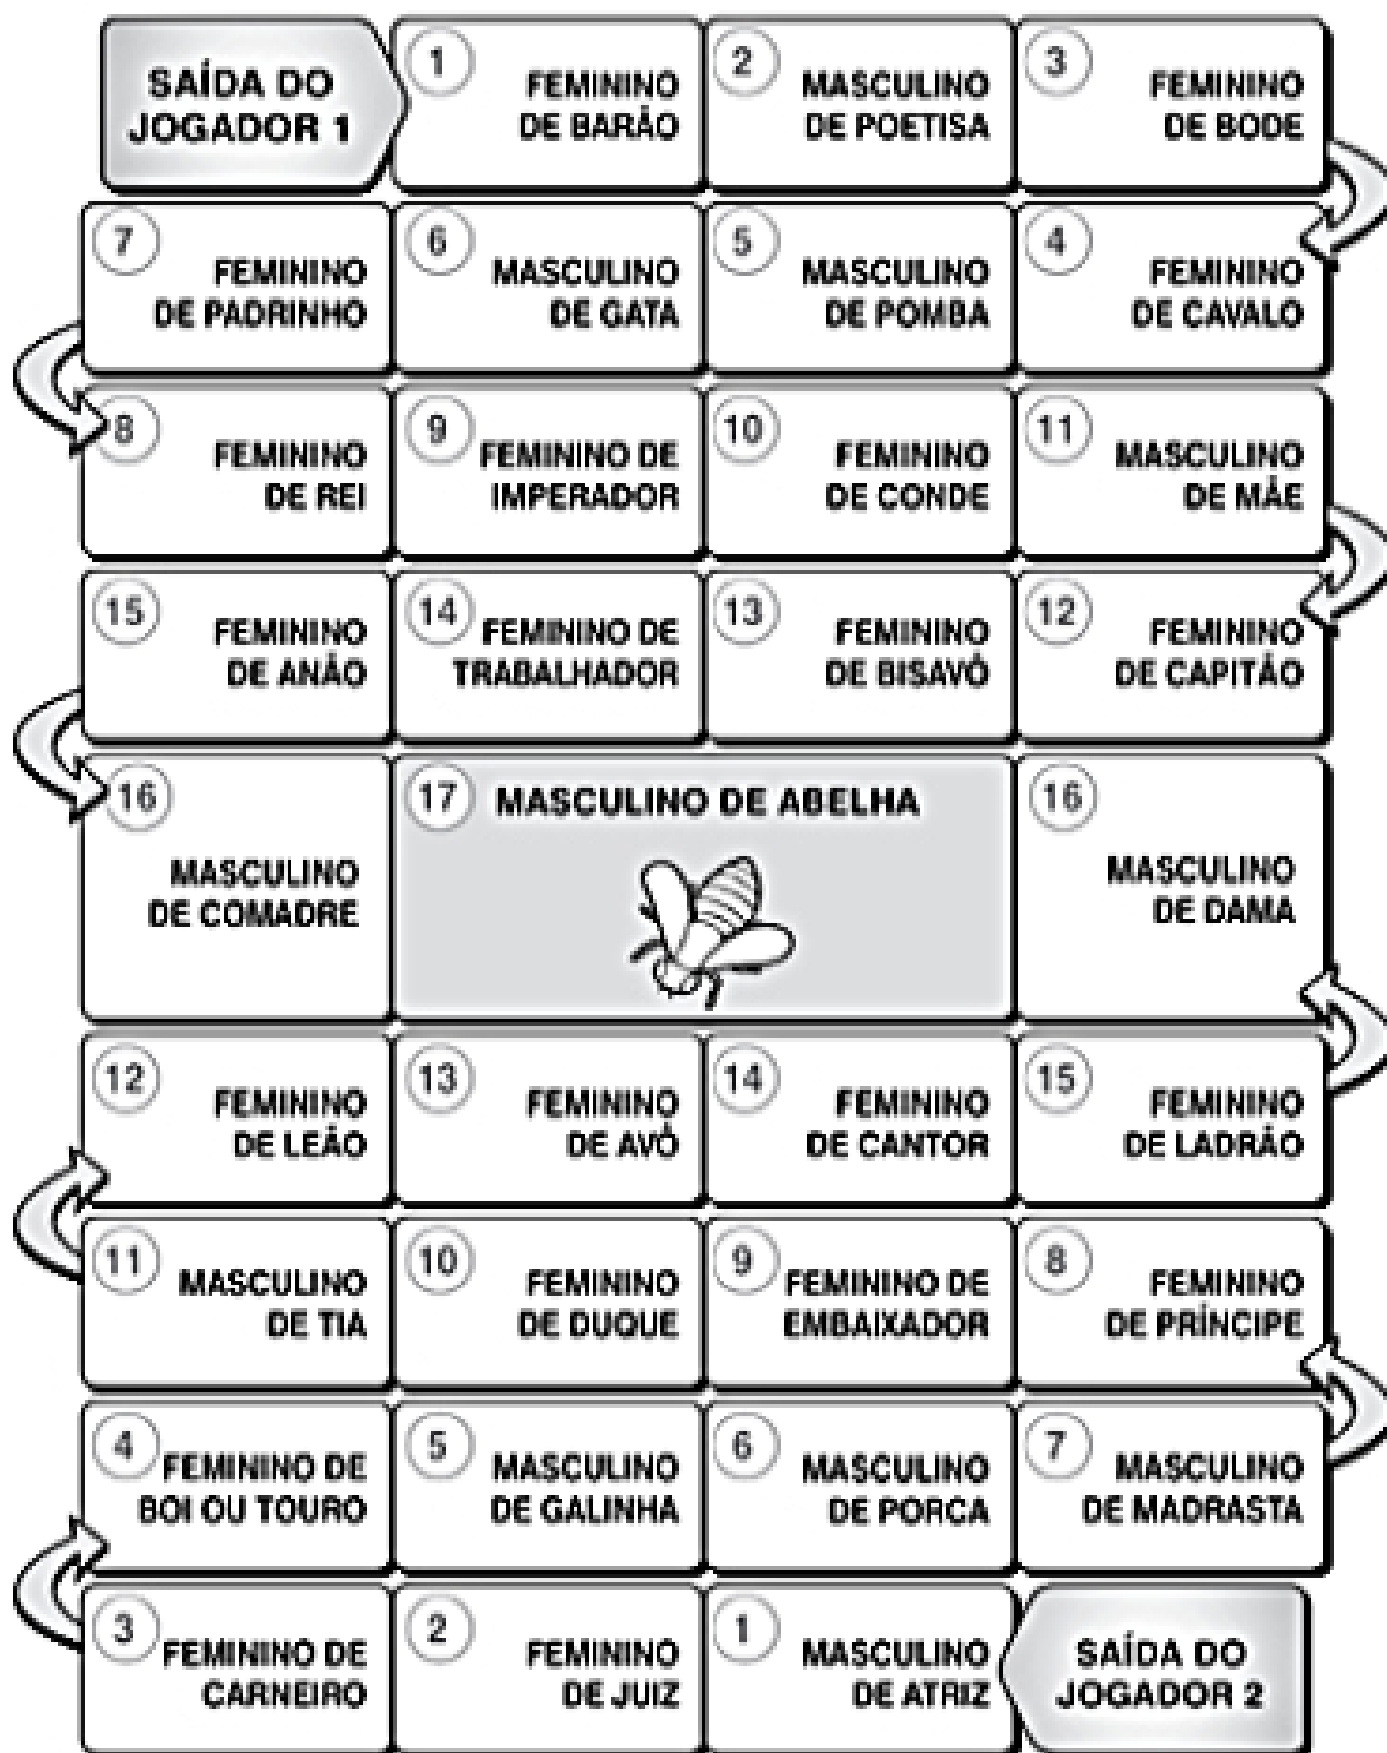 SAÍDA DO
JOGADOR 1
1
FEMININO
DE BARÃO
2
MASCULINO
DE POETISA
3
FEMININO
DE BODE
7
FEMININO
DE PADRINHO
6
MASCULINO
DE GATA
5
MASCULINO
DE POMBA
4
FEMININO
DE CAVALO
8
FEMININO
DE REI
9
FEMININO DE
IMPERADOR
10
FEMININO
DE CONDE
11
MASCULINO
DE MÃE
15
FEMININO
DE ANÃO
14
FEMININO DE
TRABALHADOR
13
FEMININO
DE BISAVÔ
12
FEMININO
DE CAPITÃO
16
MASCULINO
DE COMADRE
17
MASCULINO DE ABELHA
16
MASCULINO
DE DAMA
12
FEMININO
DE LEÃO
13
FEMININO
DE AVÔ
14
FEMININO
DE CANTOR
15
FEMININO
DE LADRÃO
11
MASCULINO
DE TIA
10
FEMININO
DE DUQUE
9
FEMININO DE
EMBAIXADOR
8
FEMININO
DE PRÍNCIPE
4
FEMININO DE
BOI OU TOURO
5
MASCULINO
DE GALINHA
6
MASCULINO
DE PORCA
7
MASCULINO
DE MADRASTA
3
FEMININO DE
CARNEIRO
2
FEMININO
DE JUIZ
1
MASCULINO
DE ATRIZ
SAÍDA DO
JOGADOR 2